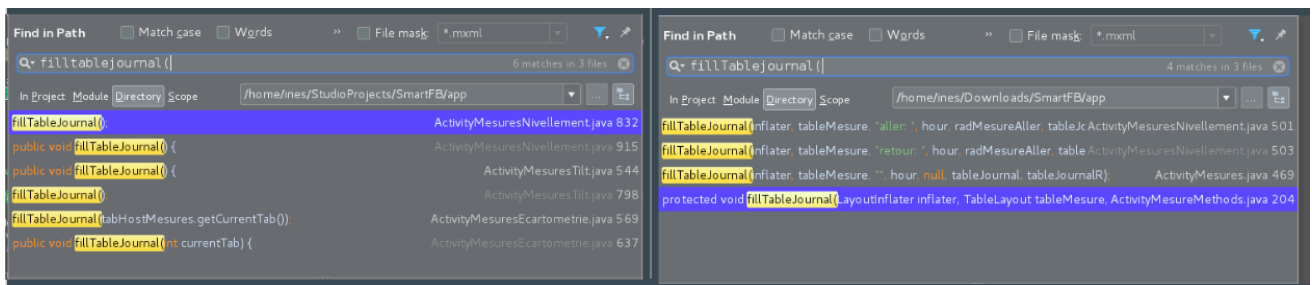 Find in Path Match case Words » File mask: *.mxml
filltablejournal( 6 matches in 3 files
In Project Module Directory Scope /home/ines/StudioProjects/SmartFB/app ...
fillTableJournal(); ActivityMesuresNivellement.java 832
public void fillTableJournal() { ActivityMesuresNivellement.java 915
public void fillTableJournal() { ActivityMesuresTilt.java 544
fillTableJournal(); ActivityMesuresTilt.java 798
fillTableJournal(tabHostMesures.getCurrentTab()); ActivityMesuresEcartometrie.java 569
public void fillTableJournal(int currentTab) { ActivityMesuresEcartometrie.java 637
Find in Path Match case Words » File mask: *.mxml
fillTablejournal( 4 matches in 3 files
In Project Module Directory Scope /home/ines/Downloads/SmartFB/app ...
fillTableJournal(inflater, tableMesure, "aller: ", hour, radMesureAller, tableJo ActivityMesuresNivellement.java 501
fillTableJournal(inflater, tableMesure, "retour: ", hour, radMesureAller, table ActivityMesuresNivellement.java 503
fillTableJournal(inflater, tableMesure, "", hour, null, tableJournal, tableJournalR); ActivityMesures.java 469
protected void fillTableJournal(LayoutInflater inflater, TableLayout tableMesure, ActivityMesureMethods.java 204